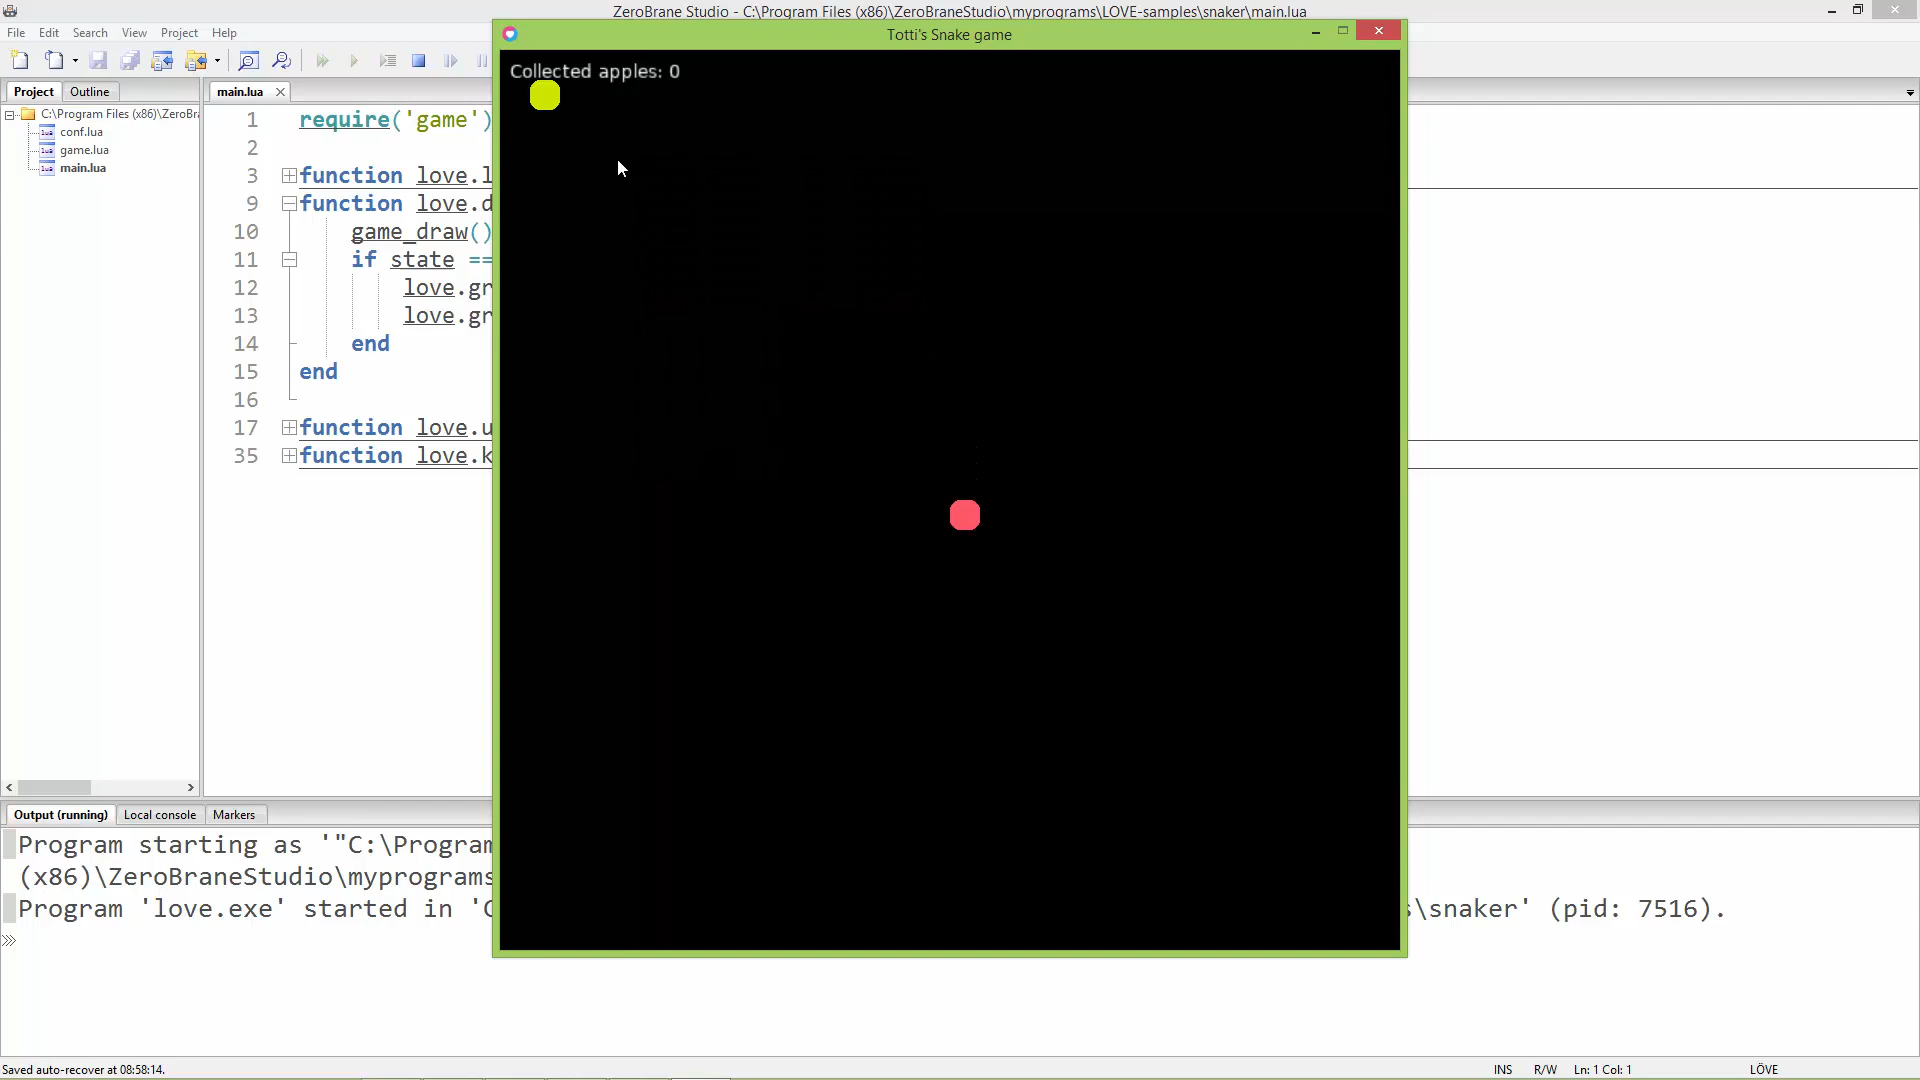 ZeroBrane Studio - C:\Program Files (x86)\ZeroBraneStudio\myprograms\LOVE-samples\snaker\main.lua
File Edit Search View Project Help
Totti's Snake game
Project Outline
main.lua
C:\Program Files (x86)\ZeroBra
conf.lua
game.lua
main.lua
1 require('game')
2
3 function love.l
9 function love.d
10 game_draw()
11 if state ==
12 love.gr
13 love.gr
14 end
15 end
16
17 function love.u
35 function love.k
Collected apples: 0
Output (running) Local console Markers
Program starting as '"C:\Program
(x86)\ZeroBraneStudio\myprograms
Program 'love.exe' started in 'C s\snaker' (pid: 7516).
Saved auto-recover at 08:58:14. INS R/W Ln: 1 Col: 1 LÖVE